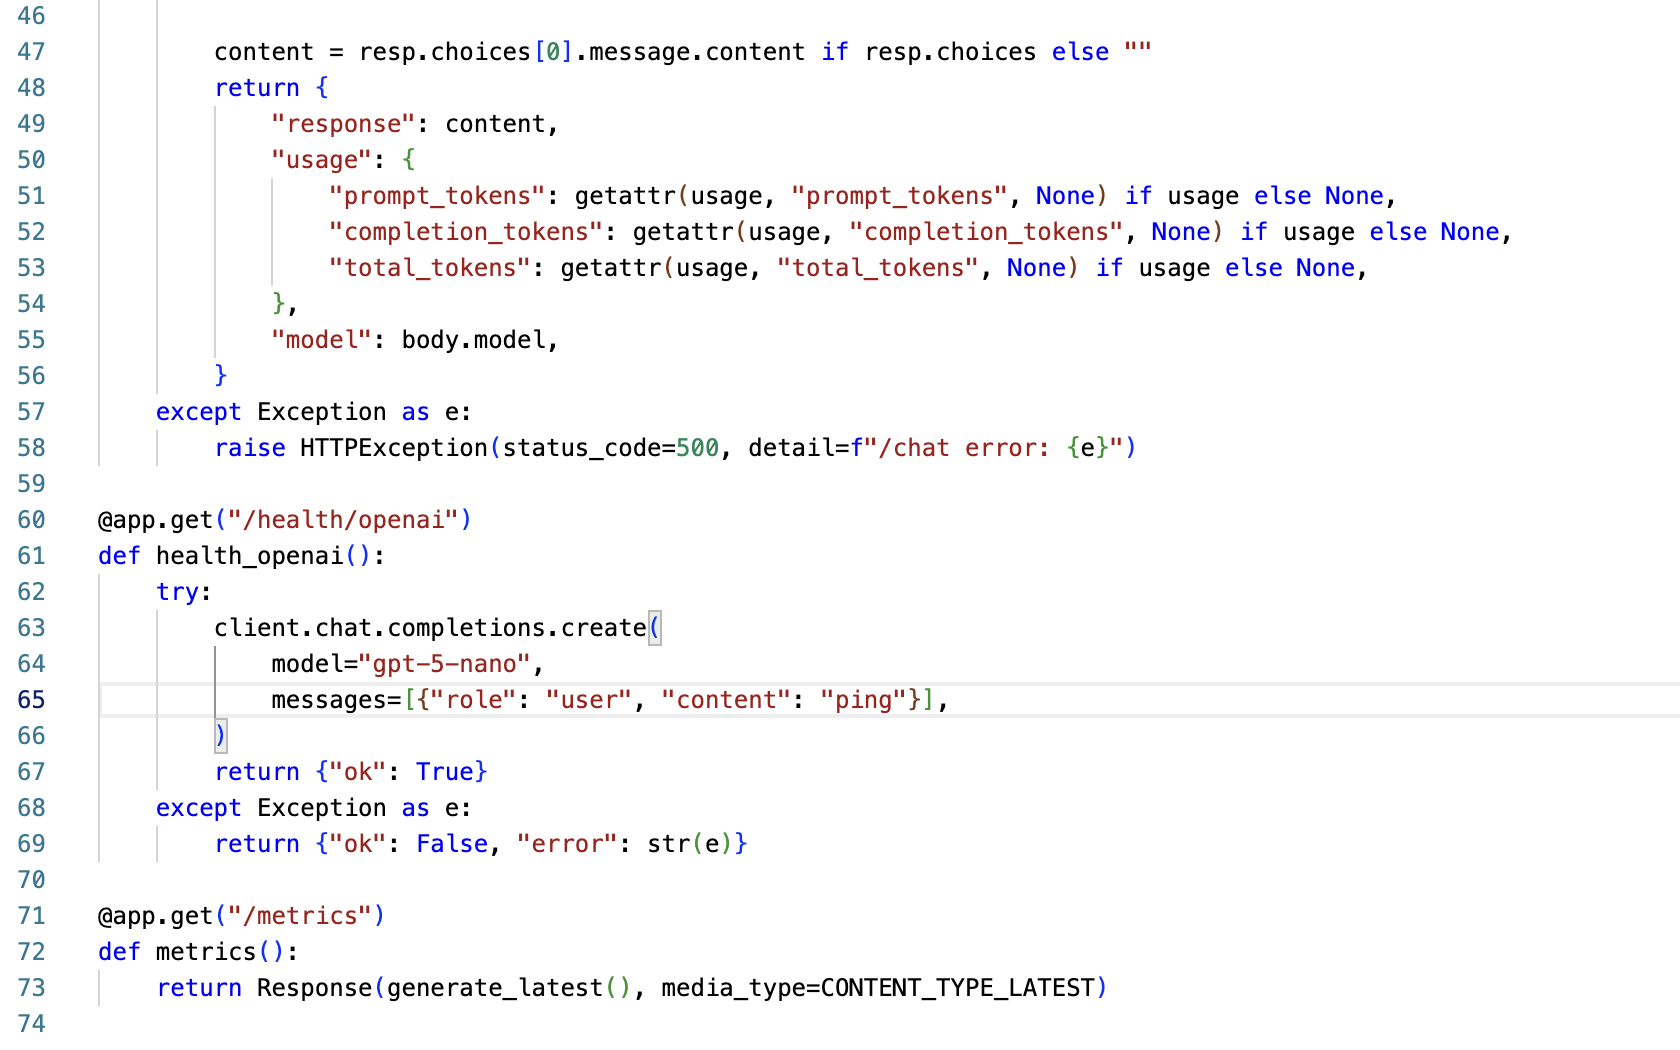 46
47 content = resp.choices[0].message.content if resp.choices else ""
48 return {
49 "response": content,
50 "usage": {
51 "prompt_tokens": getattr(usage, "prompt_tokens", None) if usage else None,
52 "completion_tokens": getattr(usage, "completion_tokens", None) if usage else None,
53 "total_tokens": getattr(usage, "total_tokens", None) if usage else None,
54 },
55 "model": body.model,
56 }
57 except Exception as e:
58 raise HTTPException(status_code=500, detail=f"/chat error: {e}")
59
60 @app.get("/health/openai")
61 def health_openai():
62 try:
63 client.chat.completions.create(
64 model="gpt-5-nano",
65 messages=[{"role": "user", "content": "ping"}],
66 )
67 return {"ok": True}
68 except Exception as e:
69 return {"ok": False, "error": str(e)}
70
71 @app.get("/metrics")
72 def metrics():
73 return Response(generate_latest(), media_type=CONTENT_TYPE_LATEST)
74